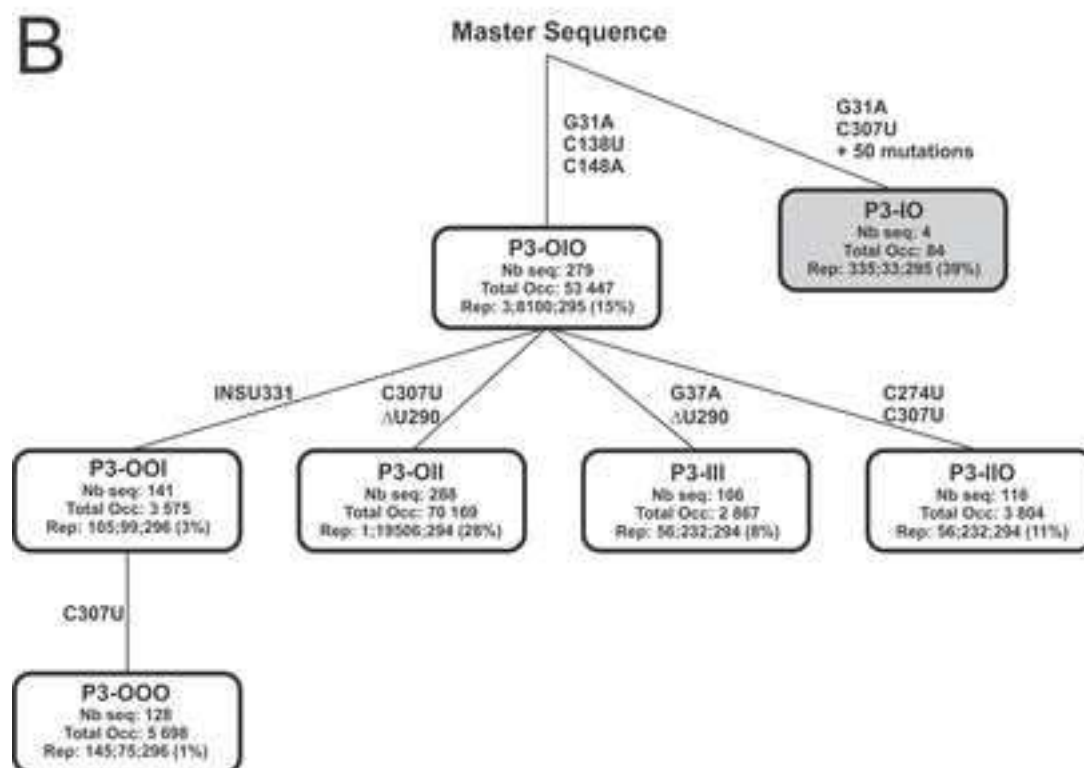 B
Master Sequence
G31A
C138U
C148A
G31A
C307U
+ 50 mutations
P3-IO
Nb seq: 4
Total Occ: 84
Rep: 335;33;295 (39%)
P3-OIO
Nb seq: 279
Total Occ: 53 447
Rep: 3;8100;295 (15%)
INSU331
C307U
ΔU290
G37A
ΔU290
C274U
C307U
P3-OOI
Nb seq: 141
Total Occ: 3 575
Rep: 105;99;296 (3%)
P3-OII
Nb seq: 288
Total Occ: 70 169
Rep: 1;19506;294 (28%)
P3-III
Nb seq: 106
Total Occ: 2 867
Rep: 56;232;294 (8%)
P3-IIO
Nb seq: 118
Total Occ: 3 804
Rep: 56;232;294 (11%)
C307U
P3-OOO
Nb seq: 128
Total Occ: 5 698
Rep: 145;75;296 (1%)